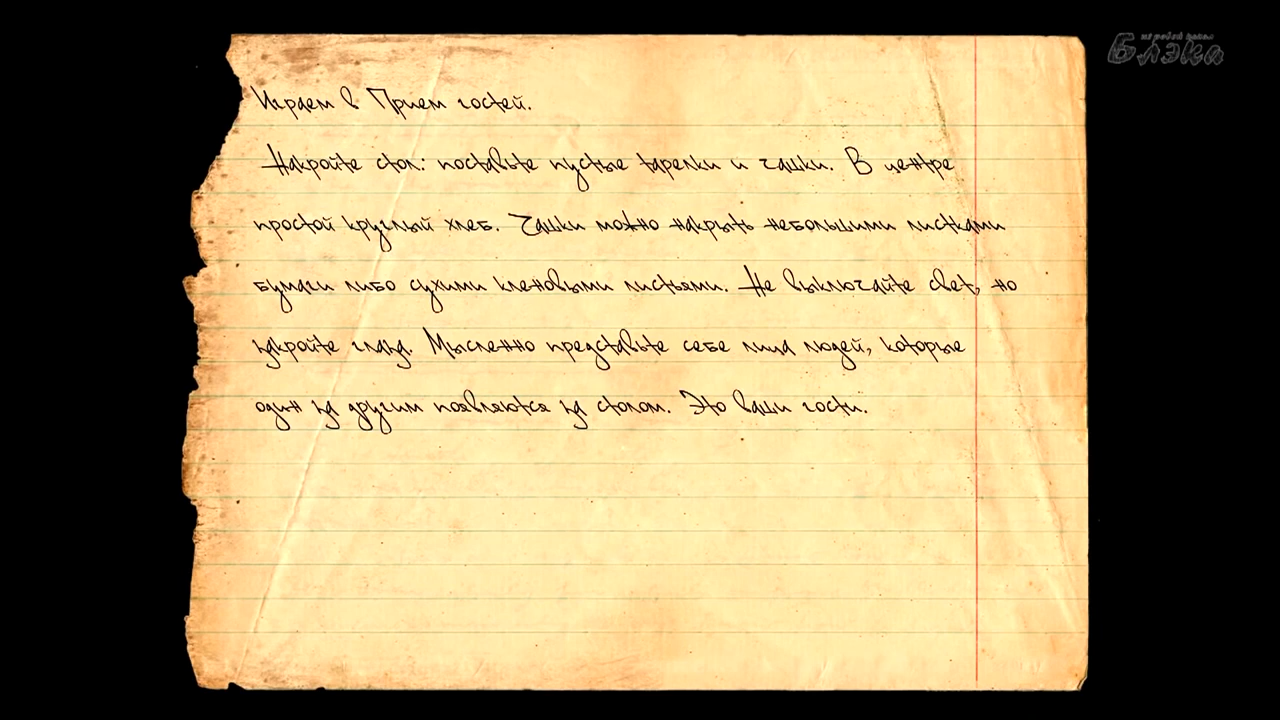 Играем в Прием гостей.
Накройте стол: поставьте пустые тарелки и чашки. В центре
простой круглый хлеб. Чашки можно накрыть небольшими листками
бумаги либо сухими кленовыми листьями. Не выключайте свет, но
закройте глаза. Мысленно представьте себе лица людей, которые
один за другим появляются за столом. Это ваши гости.
Блэка